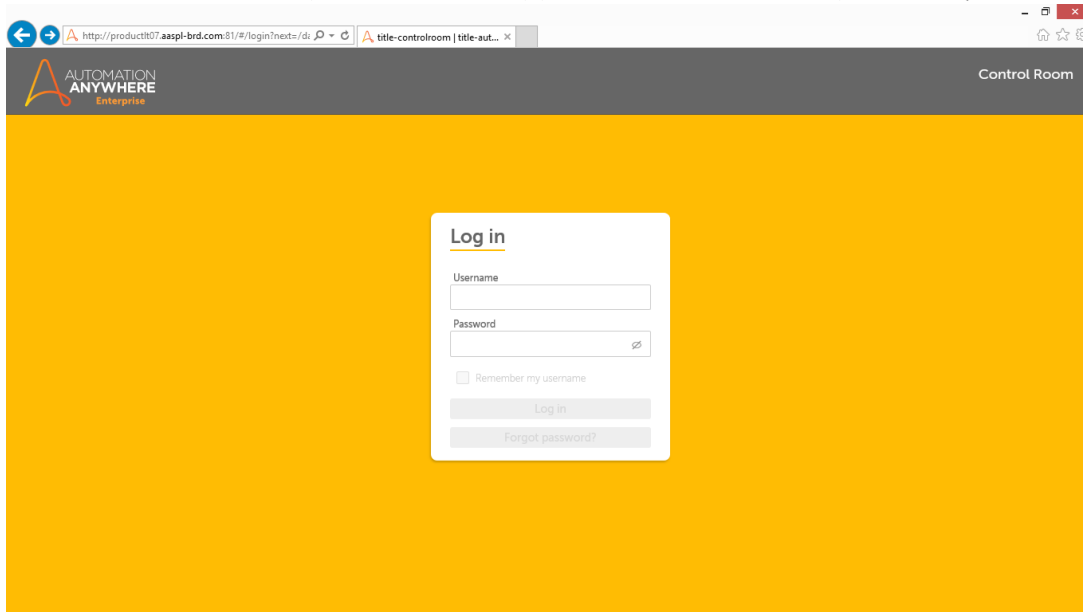 http://productlt07.aaspl-brd.com:81/#/login?next=/da
title-controlroom | title-aut...
AUTOMATION
ANYWHERE
Enterprise
Control Room
Log in
Username
Password
Remember my username
Log in
Forgot password?